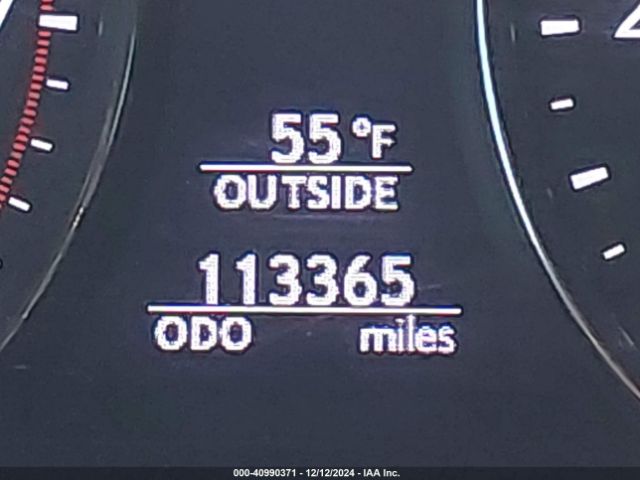 55 °F
OUTSIDE
113365
ODO miles
000-40990371 - 12/12/2024 - IAA Inc.